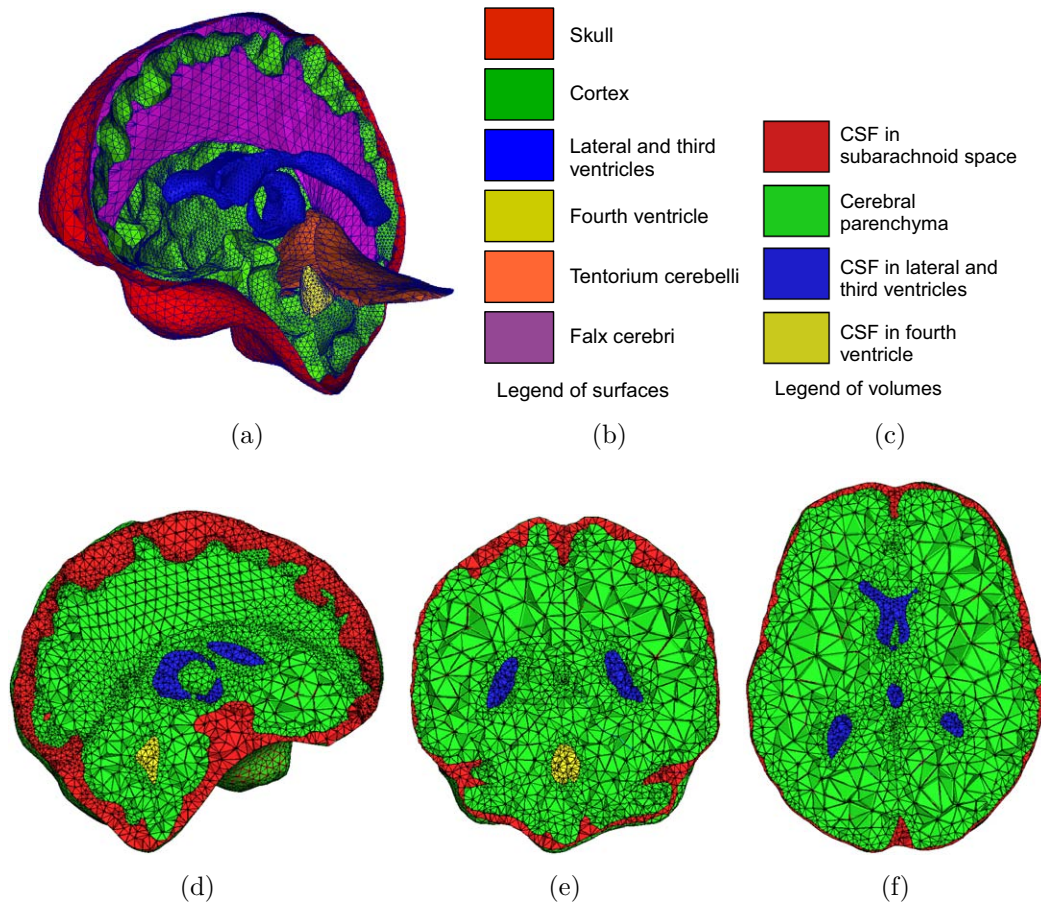 Skull
Cortex
Lateral and third
ventricles
Fourth ventricle
Tentorium cerebelli
Falx cerebri
Legend of surfaces
CSF in
subarachnoid space
Cerebral
parenchyma
CSF in lateral and
third ventricles
CSF in fourth
ventricle
Legend of volumes
(a)
(b)
(c)
(d)
(e)
(f)